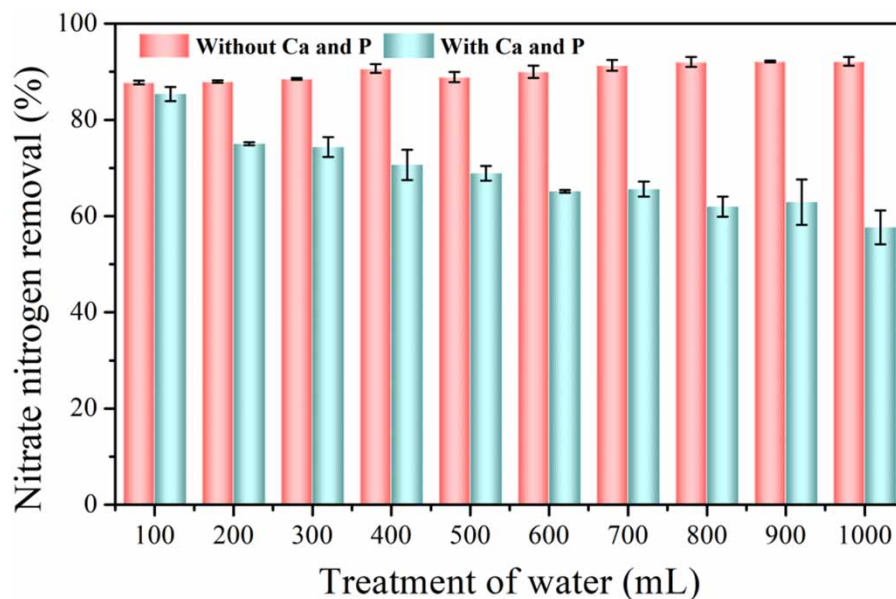 Nitrate nitrogen removal (%)
100
80
60
40
20
0
Without Ca and P
With Ca and P
100 200 300 400 500 600 700 800 900 1000
Treatment of water (mL)